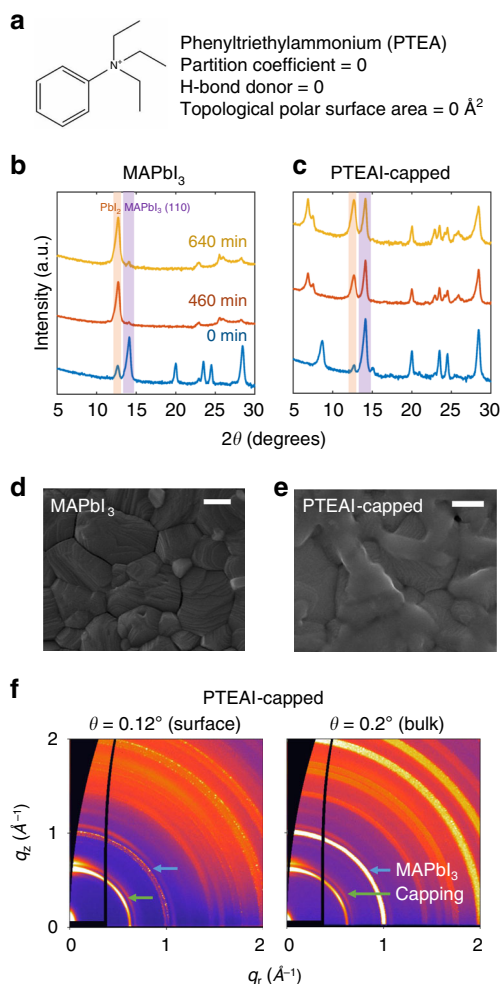 a
N⁺
Phenyltriethylammonium (PTEA)
Partition coefficient = 0
H-bond donor = 0
Topological polar surface area = 0 Å²
b
MAPbI₃
PbI₂ MAPbI₃ (110)
640 min
460 min
0 min
Intensity (a.u.)
5 10 15 20 25 30
c
PTEAI-capped
5 10 15 20 25 30
2θ (degrees)
d
MAPbI₃
e
PTEAI-capped
f
PTEAI-capped
θ = 0.12° (surface)
θ = 0.2° (bulk)
2
1
0
q_z (Å⁻¹)
0 1 2
MAPbI₃
Capping
0 1 2
q_r (Å⁻¹)